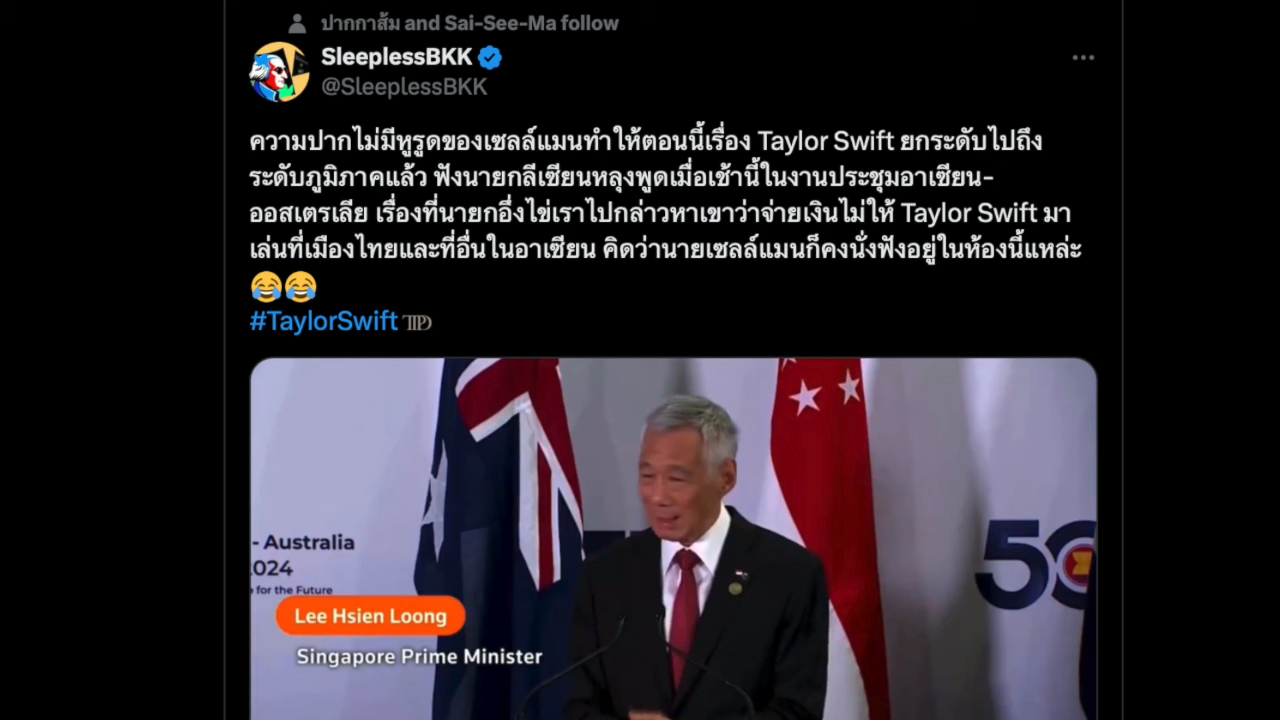 ปากกาส้ม and Sai-See-Ma follow
SleeplessBKK
@SleeplessBKK
ความปากไม่มีหูรูดของเซลล์แมนทำให้ตอนนี้เรื่อง Taylor Swift ยกระดับไปถึง
ระดับภูมิภาคแล้ว ฟังนายกลีเซียนหลุงพูดเมื่อเช้านี้ในงานประชุมอาเซียน-
ออสเตรเลีย เรื่องที่นายกอึ่งไข่เราไปกล่าวหาเขาว่าจ่ายเงินไม่ให้ Taylor Swift มา
เล่นที่เมืองไทยและที่อื่นในอาเซียน คิดว่านายเซลล์แมนก็คงนั่งฟังอยู่ในห้องนี้แหล่ะ
😂😂
#TaylorSwift
- Australia
024
for the Future
50
Lee Hsien Loong
Singapore Prime Minister